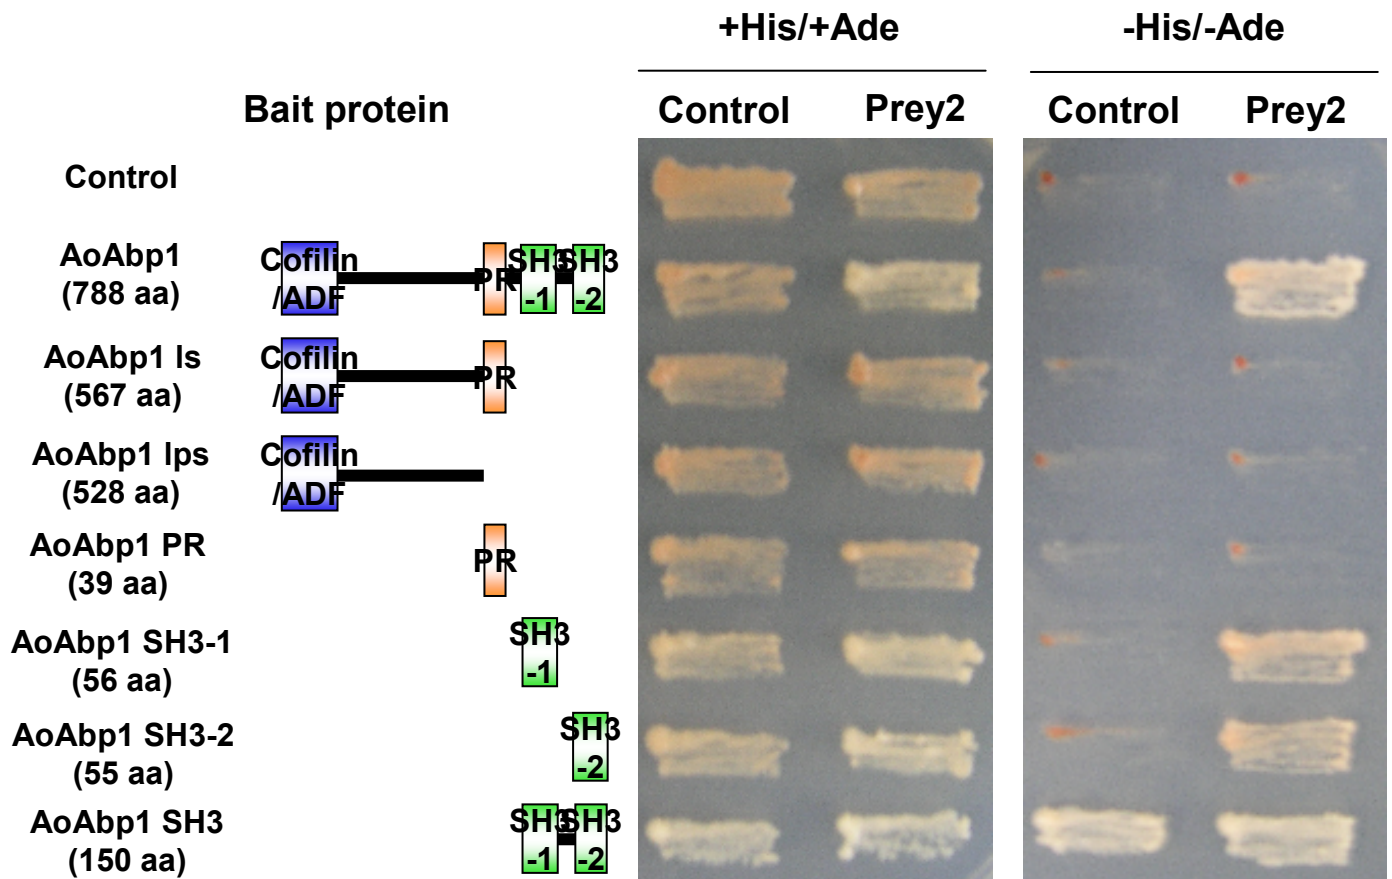 +His/+Ade -His/-Ade
Bait protein Control Prey2 Control Prey2
Control
AoAbp1
(788 aa)
Cofilin
/ADF
PR
SH3
-1
SH3
-2
AoAbp1 ls
(567 aa)
Cofilin
/ADF
PR
AoAbp1 lps
(528 aa)
Cofilin
/ADF
AoAbp1 PR
(39 aa)
PR
AoAbp1 SH3-1
(56 aa)
SH3
-1
AoAbp1 SH3-2
(55 aa)
SH3
-2
AoAbp1 SH3
(150 aa)
SH3
-1
SH3
-2